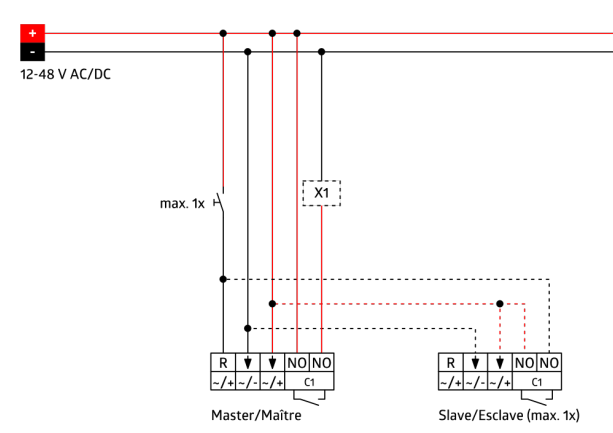 +
-
12-48 V AC/DC
X1
max. 1x
R NO NO
~/+ ~/- ~/+ C1
Master/Maître
R NO NO
~/+ ~/- ~/+ C1
Slave/Esclave (max. 1x)